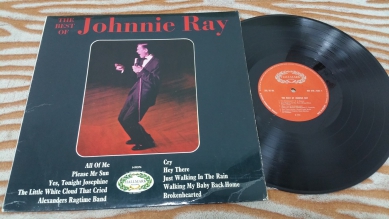 THE
BEST
OF
Johnnie Ray
All Of Me
Please Mr Sun
Yes, Tonight Josephine
The Little White Cloud That Cried
Alexanders Ragtime Band
Cry
Hey There
Just Walking In The Rain
Walking My Baby Back Home
Brokenhearted
HALLMARK